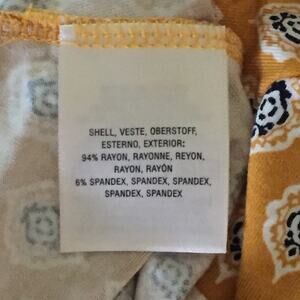 SHELL, VESTE, OBERSTOFF,
ESTERNO, EXTERIOR:
94% RAYON, RAYONNE, REYON,
RAYON, RAYÓN
6% SPANDEX, SPANDEX, SPANDEX,
SPANDEX, SPANDEX